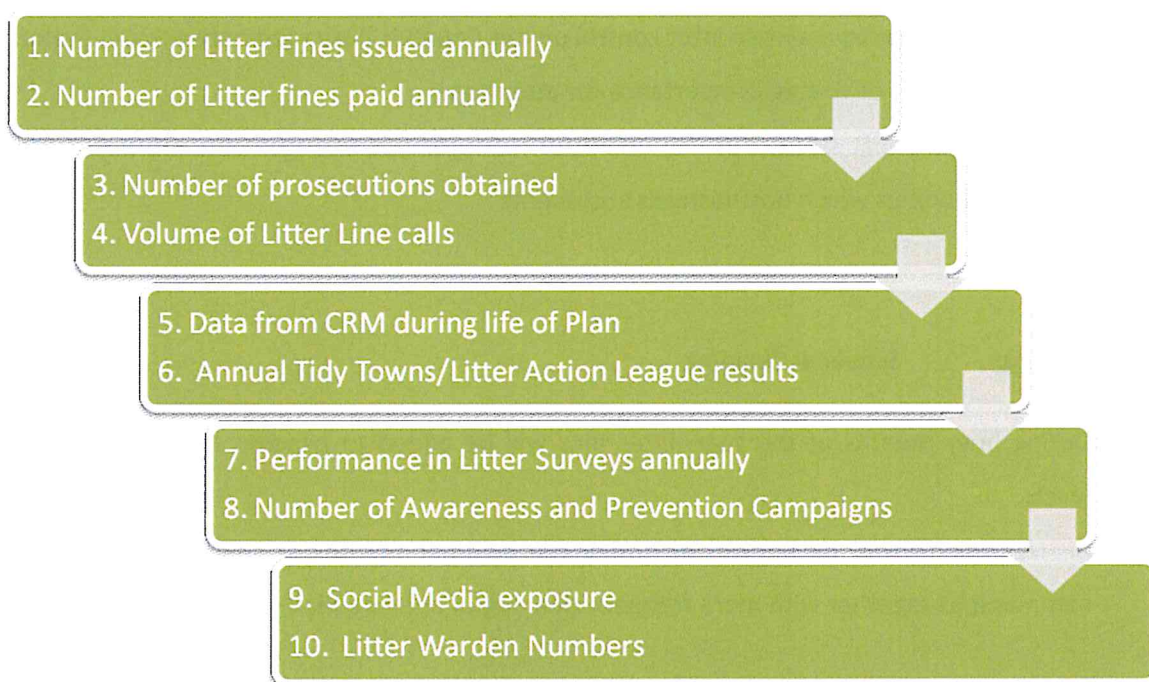 1. Number of Litter Fines issued annually
2. Number of Litter fines paid annually
3. Number of prosecutions obtained
4. Volume of Litter Line calls
5. Data from CRM during life of Plan
6. Annual Tidy Towns/Litter Action League results
7. Performance in Litter Surveys annually
8. Number of Awareness and Prevention Campaigns
9. Social Media exposure
10. Litter Warden Numbers